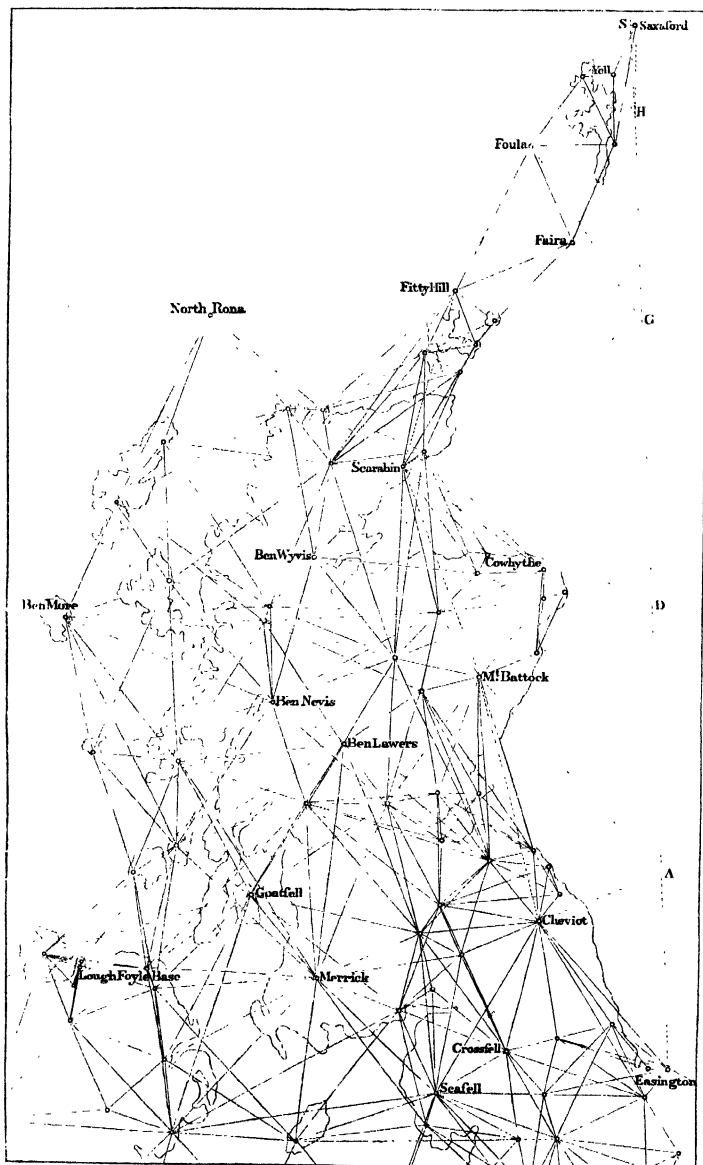 S Saxaford
Yell
H
Foula
Faira
Fitty Hill
North Rona
G
Scarabin
Ben Wyvis
Cowhythe
Ben More
D
Mt. Battock
Ben Nevis
Ben Lawers
A
Goatfell
Cheviot
Lough Foyle Base
Merrick
Crossfell
Easington
Scafell